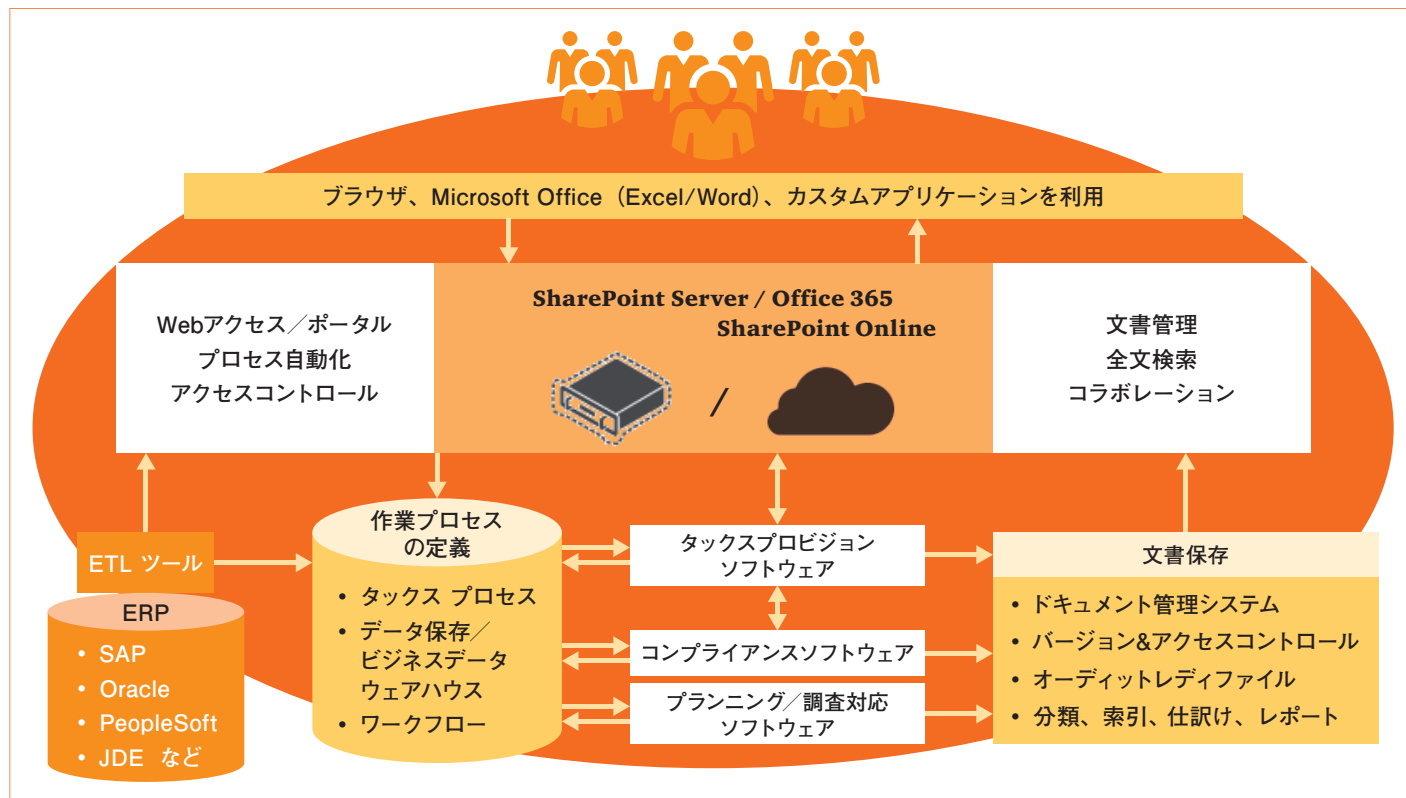 ブラウザ、Microsoft Office（Excel/Word）、カスタムアプリケーションを利用
Webアクセス／ポータル
プロセス自動化
アクセスコントロール
SharePoint Server / Office 365
SharePoint Online
/
文書管理
全文検索
コラボレーション
ETL ツール
ERP
• SAP
• Oracle
• PeopleSoft
• JDE など
作業プロセス
の定義
• タックス プロセス
• データ保存／
ビジネスデータ
ウェアハウス
• ワークフロー
タックスプロビジョン
ソフトウェア
コンプライアンスソフトウェア
プランニング／調査対応
ソフトウェア
文書保存
• ドキュメント管理システム
• バージョン&アクセスコントロール
• オーディットレディファイル
• 分類、索引、仕訳け、レポート